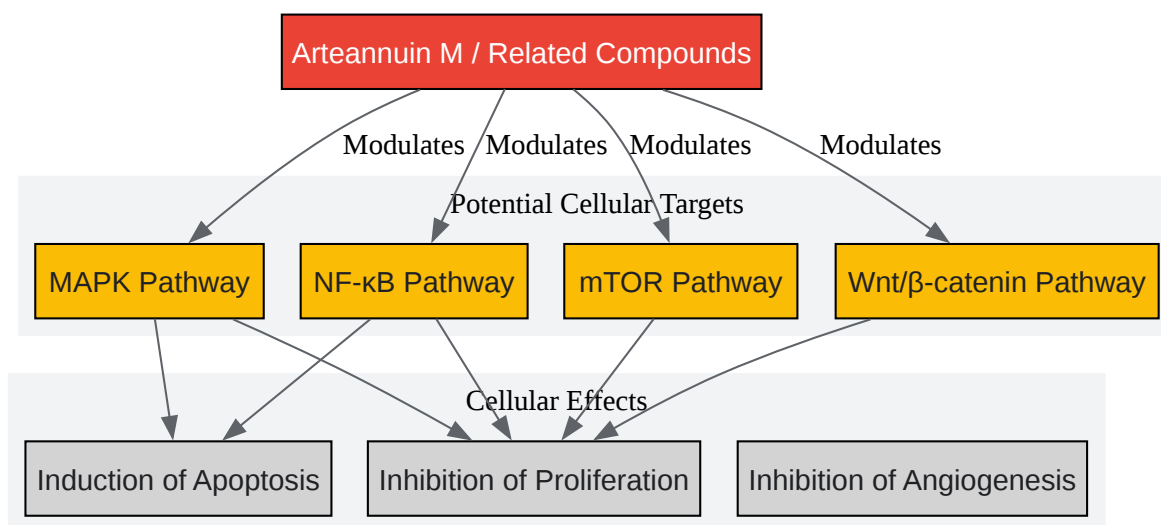 Arteannuin M / Related Compounds
Modulates Modulates Modulates Modulates
Potential Cellular Targets
MAPK Pathway NF-κB Pathway mTOR Pathway Wnt/β-catenin Pathway
Cellular Effects
Induction of Apoptosis Inhibition of Proliferation Inhibition of Angiogenesis